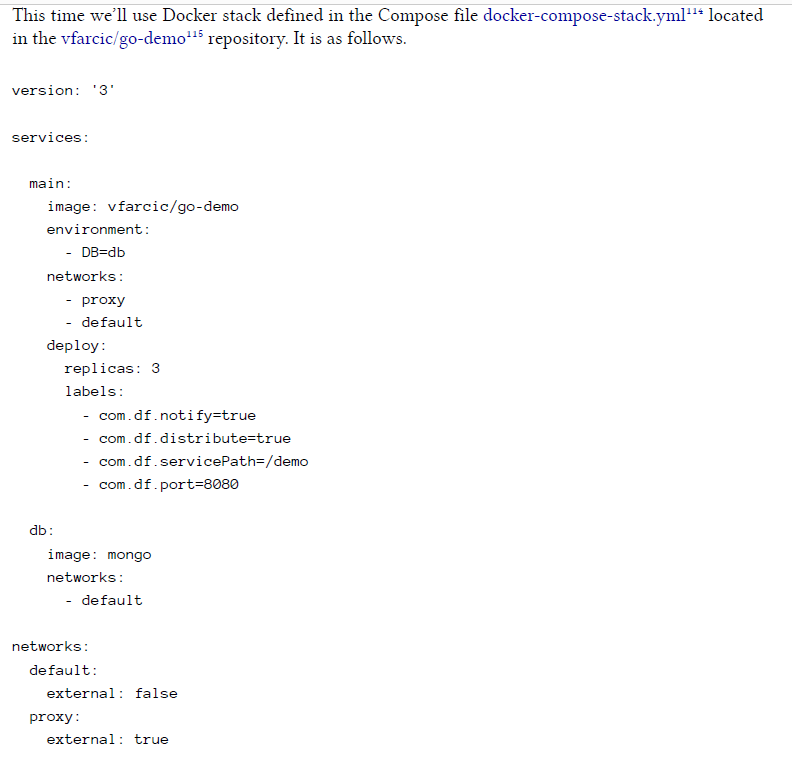 This time we'll use Docker stack defined in the Compose file docker-compose-stack.yml¹¹⁴ located
in the vfarcic/go-demo¹¹⁵ repository. It is as follows.
version: '3'
services:
  main:
    image: vfarcic/go-demo
    environment:
      - DB=db
    networks:
      - proxy
      - default
    deploy:
      replicas: 3
      labels:
        - com.df.notify=true
        - com.df.distribute=true
        - com.df.servicePath=/demo
        - com.df.port=8080
  db:
    image: mongo
    networks:
      - default
networks:
  default:
    external: false
  proxy:
    external: true